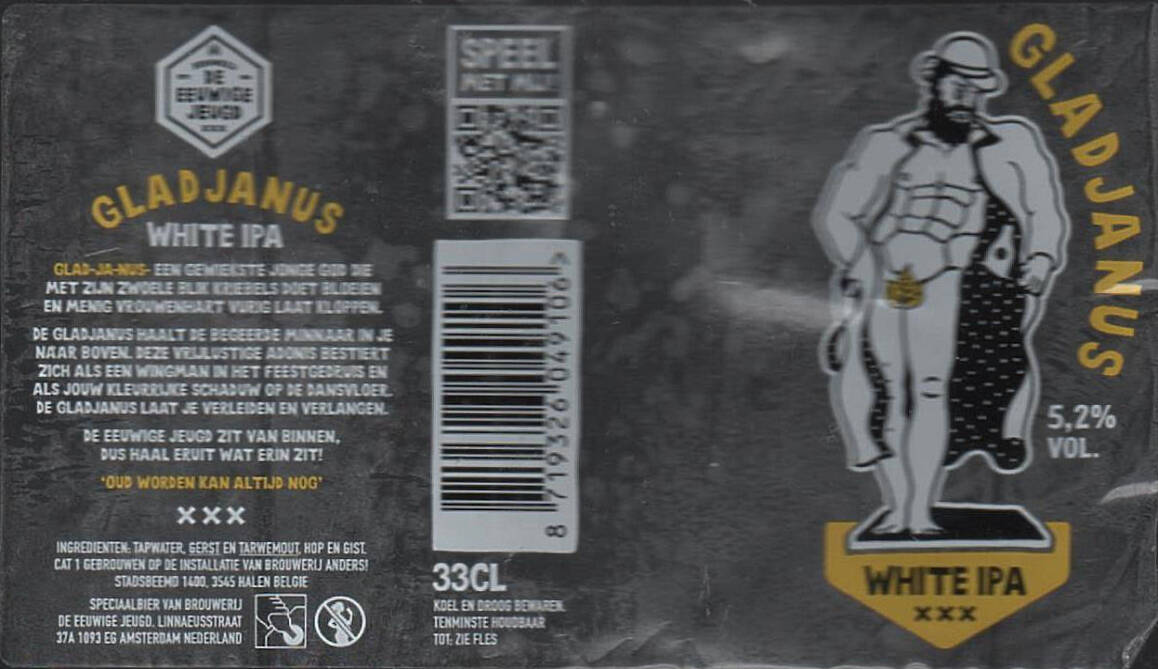 BROUWERIJ
DE
EEUWIGE
JEUGD
XXX
GLADJANUS
WHITE IPA
GLAD-JA-NUS- EEN GEWIEKSTE JONGE GOD DIE
MET ZIJN ZWOELE BLIK KRIEBELS DOET BLOEIEN
EN MENIG VROUWENHART VURIG LAAT KLOPPEN.
DE GLADJANUS HAALT DE BEGEERDE MINNAAR IN JE
NAAR BOVEN. DEZE VRIJLUSTIGE ADONIS BESTIERT
ZICH ALS EEN WINGMAN IN HET FEESTGEDRUIS EN
ALS JOUW KLEURRIJKE SCHADUW OP DE DANSVLOER.
DE GLADJANUS LAAT JE VERLEIDEN EN VERLANGEN.
DE EEUWIGE JEUGD ZIT VAN BINNEN,
DUS HAAL ERUIT WAT ERIN ZIT!
'OUD WORDEN KAN ALTIJD NOG'
XXX
INGREDIENTEN: TAPWATER, GERST EN TARWEMOUT, HOP EN GIST.
CAT 1 GEBROUWEN OP DE INSTALLATIE VAN BROUWERIJ ANDERS!
STADSBEEMD 1400, 3545 HALEN BELGIE
SPECIAALBIER VAN BROUWERIJ
DE EEUWIGE JEUGD. LINNAEUSSTRAAT
37A 1093 EG AMSTERDAM NEDERLAND
SPEEL
MET MIJ!
8 719326 049106 >
33CL
KOEL EN DROOG BEWAREN.
TENMINSTE HOUDBAAR
TOT: ZIE FLES
GLADJANUS
5,2%
VOL.
WHITE IPA
XXX